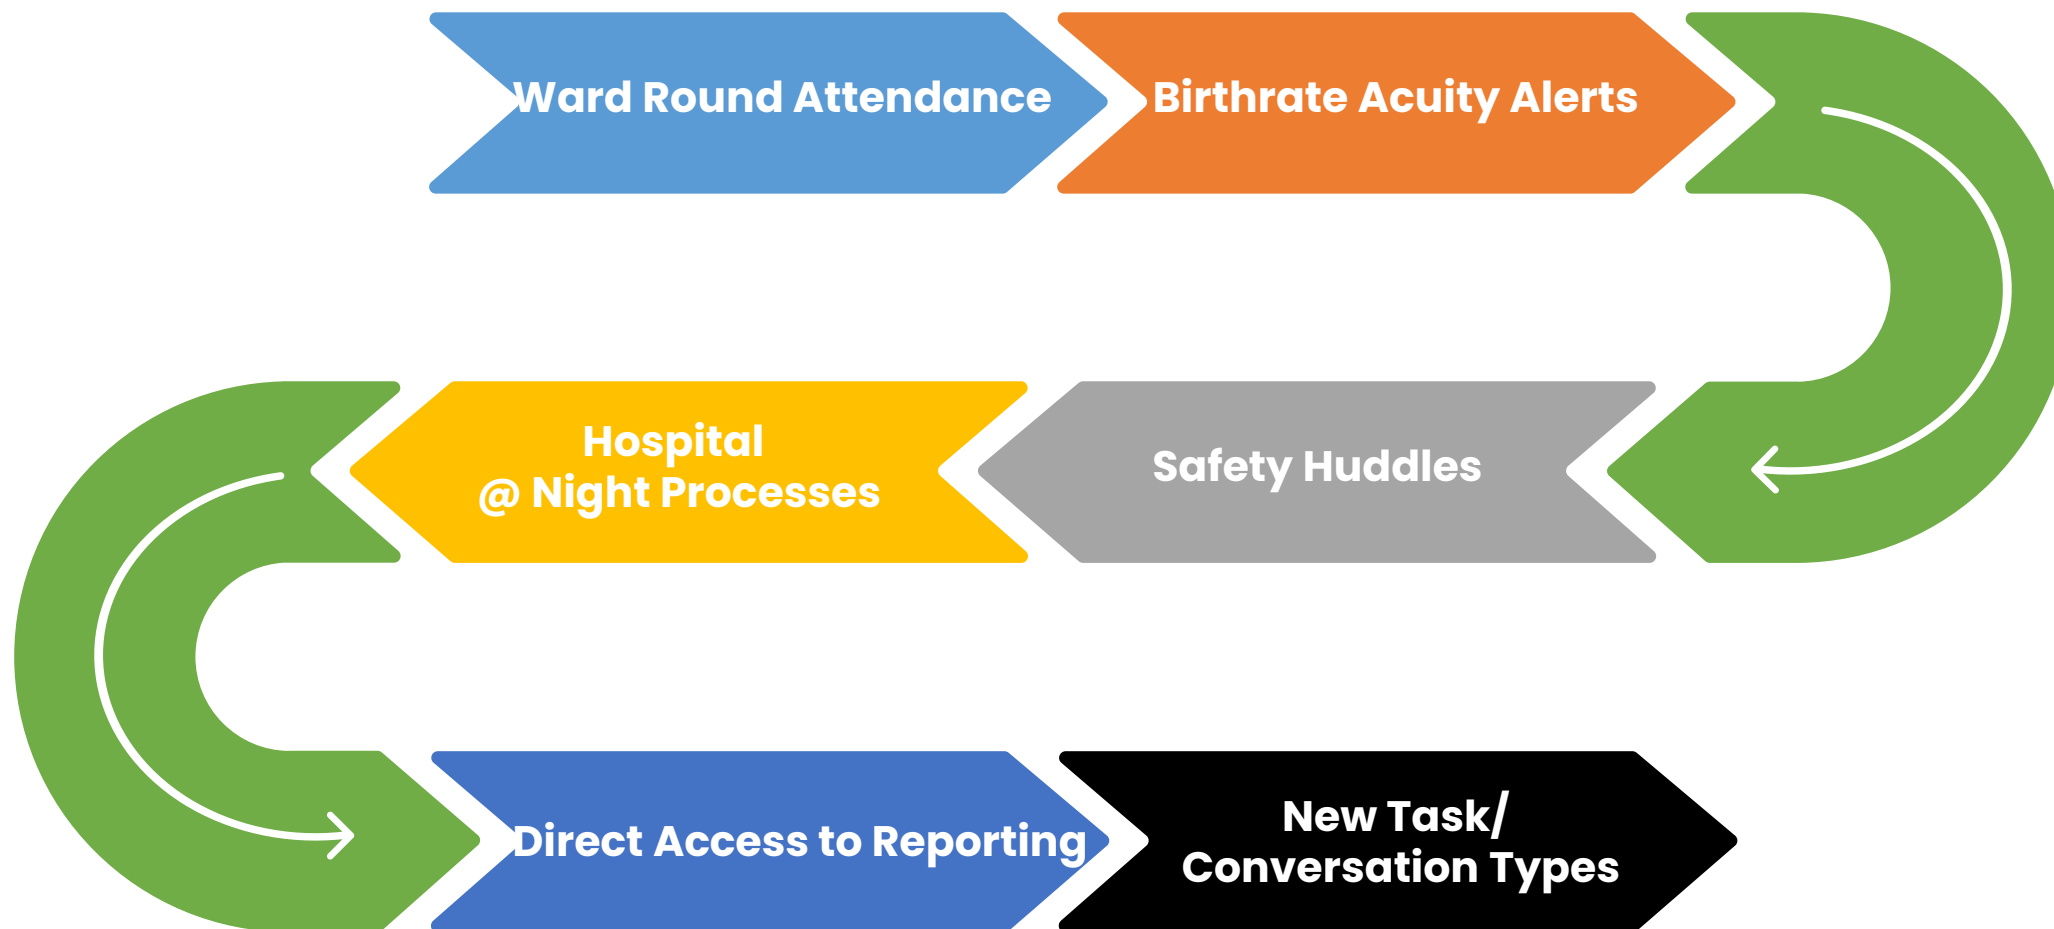 Ward Round Attendance
Birthrate Acuity Alerts
Safety Huddles
Hospital
@ Night Processes
Direct Access to Reporting
New Task/
Conversation Types